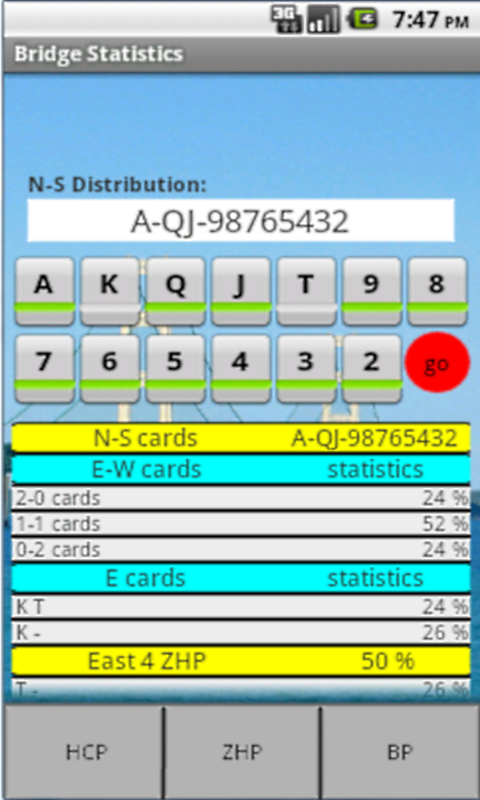 3G 7:47 PM
Bridge Statistics
N-S Distribution:
A-QJ-98765432
A K Q J T 9 8
7 6 5 4 3 2 go
N-S cards A-QJ-98765432
E-W cards statistics
2-0 cards 24 %
1-1 cards 52 %
0-2 cards 24 %
E cards statistics
K T 24 %
K - 26 %
East 4 ZHP 50 %
T - 26 %
HCP ZHP BP